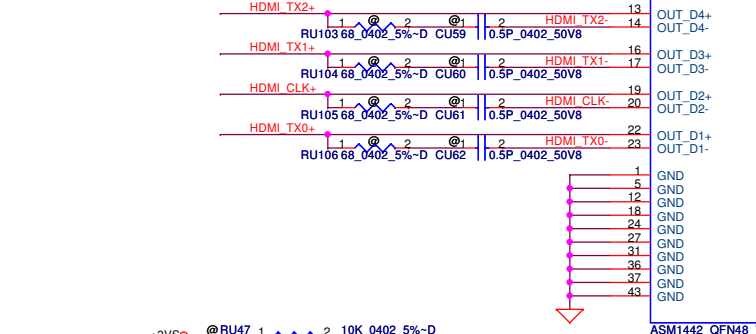 HDMI_TX2+ 13 OUT_D4+
1 @ 2 @1 2 HDMI_TX2- 14 OUT_D4-
RU103 68_0402_5%~D CU59 0.5P_0402_50V8
HDMI_TX1+ 16 OUT_D3+
1 @ 2 @1 2 HDMI_TX1- 17 OUT_D3-
RU104 68_0402_5%~D CU60 0.5P_0402_50V8
HDMI_CLK+ 19 OUT_D2+
1 @ 2 @1 2 HDMI_CLK- 20 OUT_D2-
RU105 68_0402_5%~D CU61 0.5P_0402_50V8
HDMI_TX0+ 22 OUT_D1+
1 @ 2 @1 2 HDMI_TX0- 23 OUT_D1-
RU106 68_0402_5%~D CU62 0.5P_0402_50V8
1 GND
5 GND
12 GND
18 GND
24 GND
27 GND
31 GND
36 GND
37 GND
43 GND
+3VS @RU47 1 2 10K_0402_5%~D ASM1442_QFN48